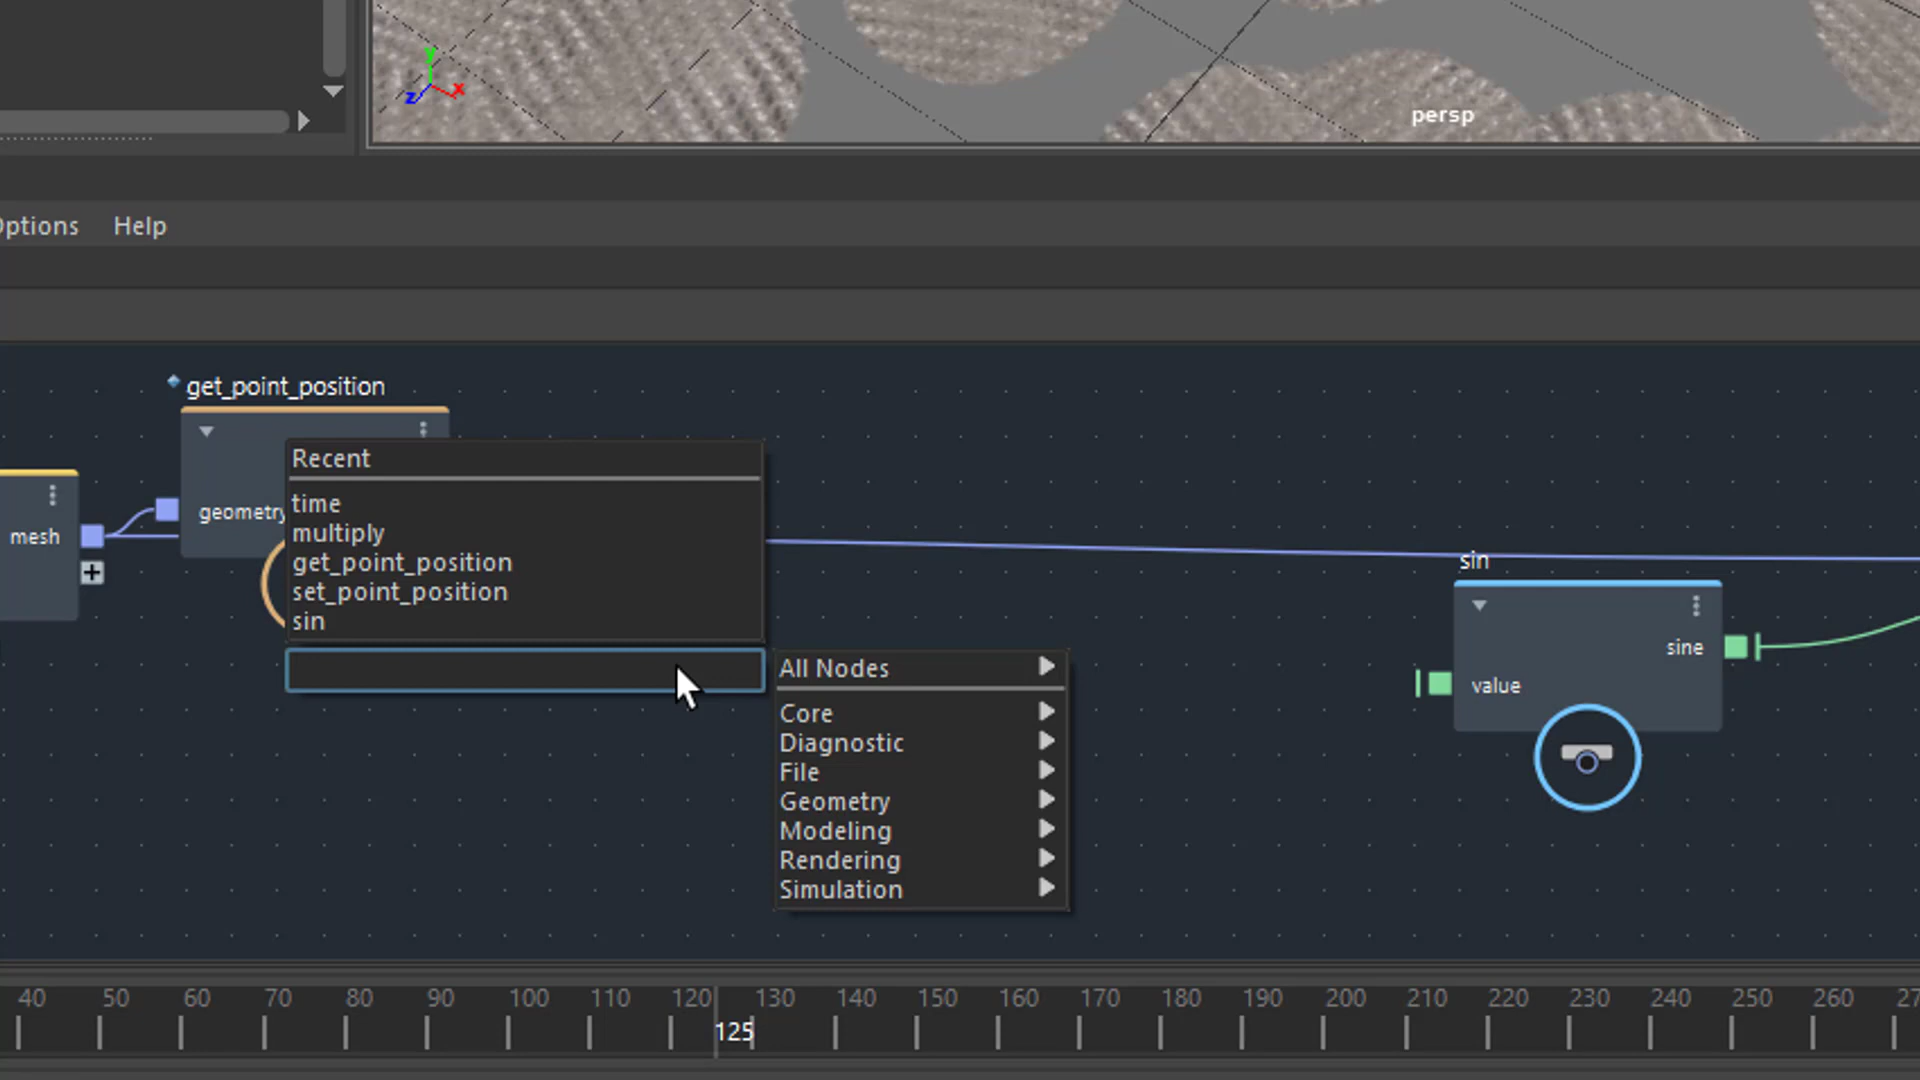 y
z
x
persp
Options Help
get_point_position
mesh
geometry
Recent
time
multiply
get_point_position
set_point_position
sin
All Nodes
Core
Diagnostic
File
Geometry
Modeling
Rendering
Simulation
sin
sine
value
40 50 60 70 80 90 100 110 120 130 140 150 160 170 180 190 200 210 220 230 240 250 260 27
125